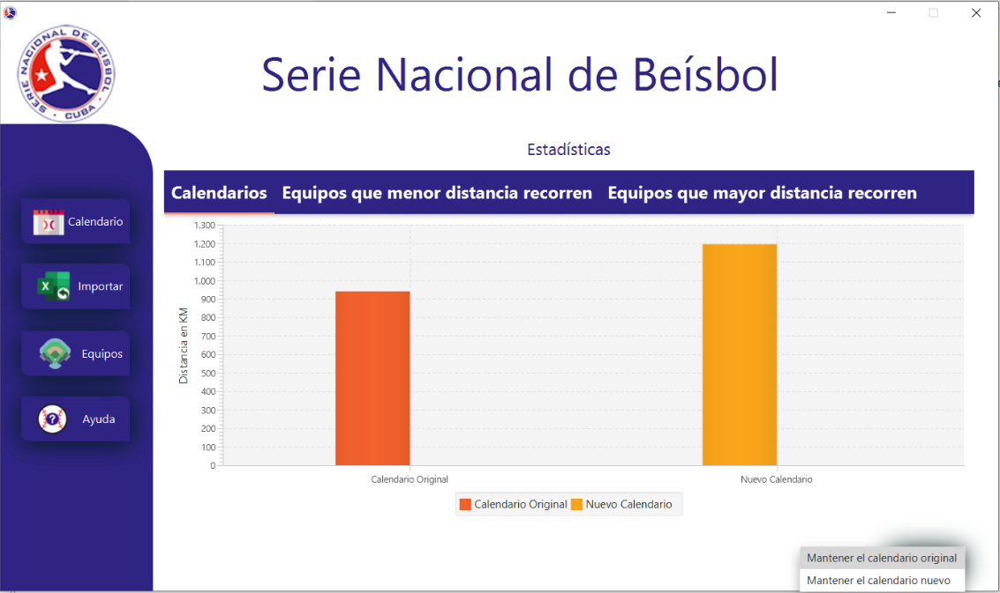 SERIE NACIONAL DE BEISBOL
CUBA
Serie Nacional de Beísbol
Estadísticas
Calendarios Equipos que menor distancia recorren Equipos que mayor distancia recorren
Calendario
Importar
Equipos
Ayuda
Distancia en KM
1.300
1.200
1.100
1.000
900
800
700
600
500
400
300
200
100
0
Calendario Original Nuevo Calendario
Calendario Original Nuevo Calendario
Mantener el calendario original
Mantener el calendario nuevo